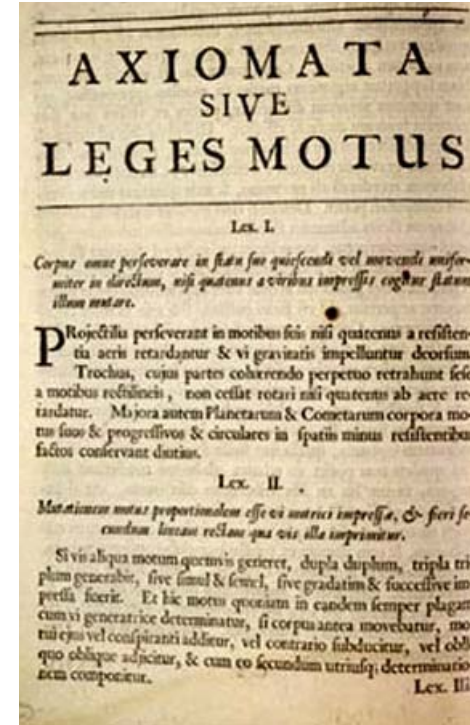 AXIOMATA
SIVE
LEGES MOTUS
Lex. I.
Corpus omne perseverare in statu suo quiescendi vel movendi unifor-
miter in directum, nisi quatenus a viribus impressis cogitur statum
illum mutare.
PRojectilia perseverant in motibus suis nisi quatenus a resisten-
tia aeris retardantur & vi gravitatis impelluntur deorsum
Trochus, cujus partes cohærendo perpetuo retrahunt sese
a motibus rectilineis, non cessat rotari nisi quatenus ab aere re-
tardatur. Majora autem Planetarum & Cometarum corpora mo-
tus suos & progressivos & circulares in spatiis minus resistentibus
factos conservant diutius.
Lex. II.
Mutationem motus proportionalem esse vi motrici impressæ, & fieri se-
cundum lineam rectam qua vis illa imprimitur.
Si vis aliqua motum quemvis generet, dupla duplum, tripla tri
plum generabit, sive simul & semel, sive gradatim & successive im
pressa fuerit. Et hic motus quoniam in eandem semper plagam
cum vi generatrice determinatur, si corpus antea movebatur, mo
tui ejus vel conspiranti additur, vel contrario subducitur, vel obli
quo oblique adjicitur, & cum eo secundum utriusq; determinatio
nem componitur.
Lex. III